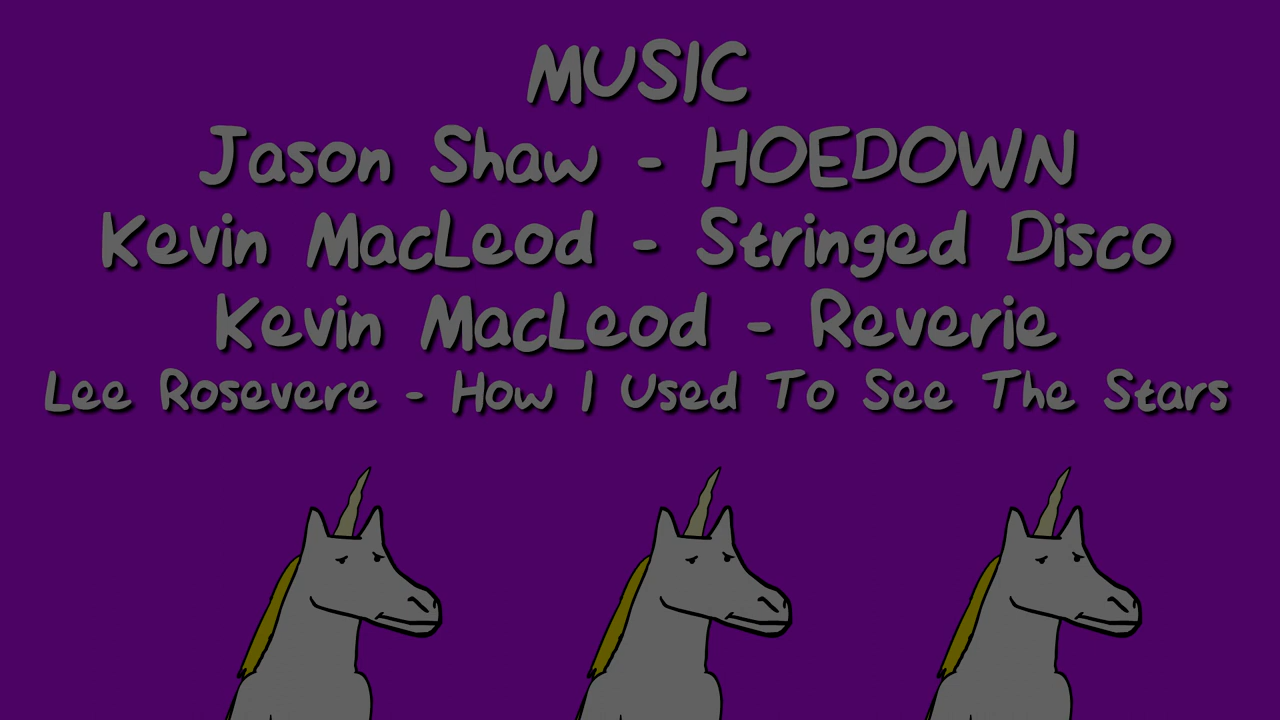 MUSIC
Jason Shaw - HOEDOWN
Kevin MacLeod - Stringed Disco
Kevin MacLeod - Reverie
Lee Rosevere - How I Used To See The Stars